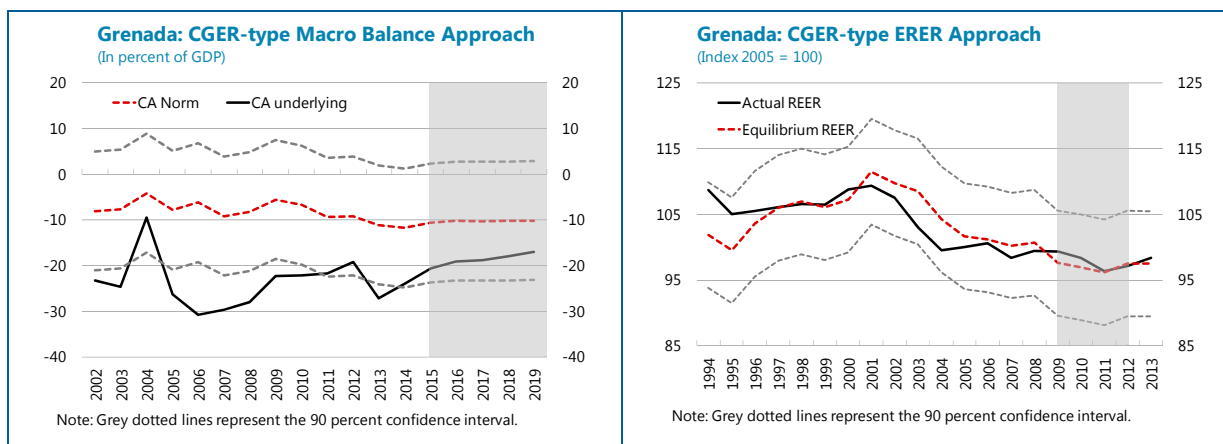 Grenada: CGER-type Macro Balance Approach
(In percent of GDP)
20 20
CA Norm CA underlying
10 10
0 0
-10 -10
-20 -20
-30 -30
-40 -40
2002 2003 2004 2005 2006 2007 2008 2009 2010 2011 2012 2013 2014 2015 2016 2017 2018 2019
Note: Grey dotted lines represent the 90 percent confidence interval.
Grenada: CGER-type ERER Approach
(Index 2005 = 100)
125 125
Actual REER
Equilibrium REER
115 115
105 105
95 95
85 85
1994 1995 1996 1997 1998 1999 2000 2001 2002 2003 2004 2005 2006 2007 2008 2009 2010 2011 2012 2013
Note: Grey dotted lines represent the 90 percent confidence interval.